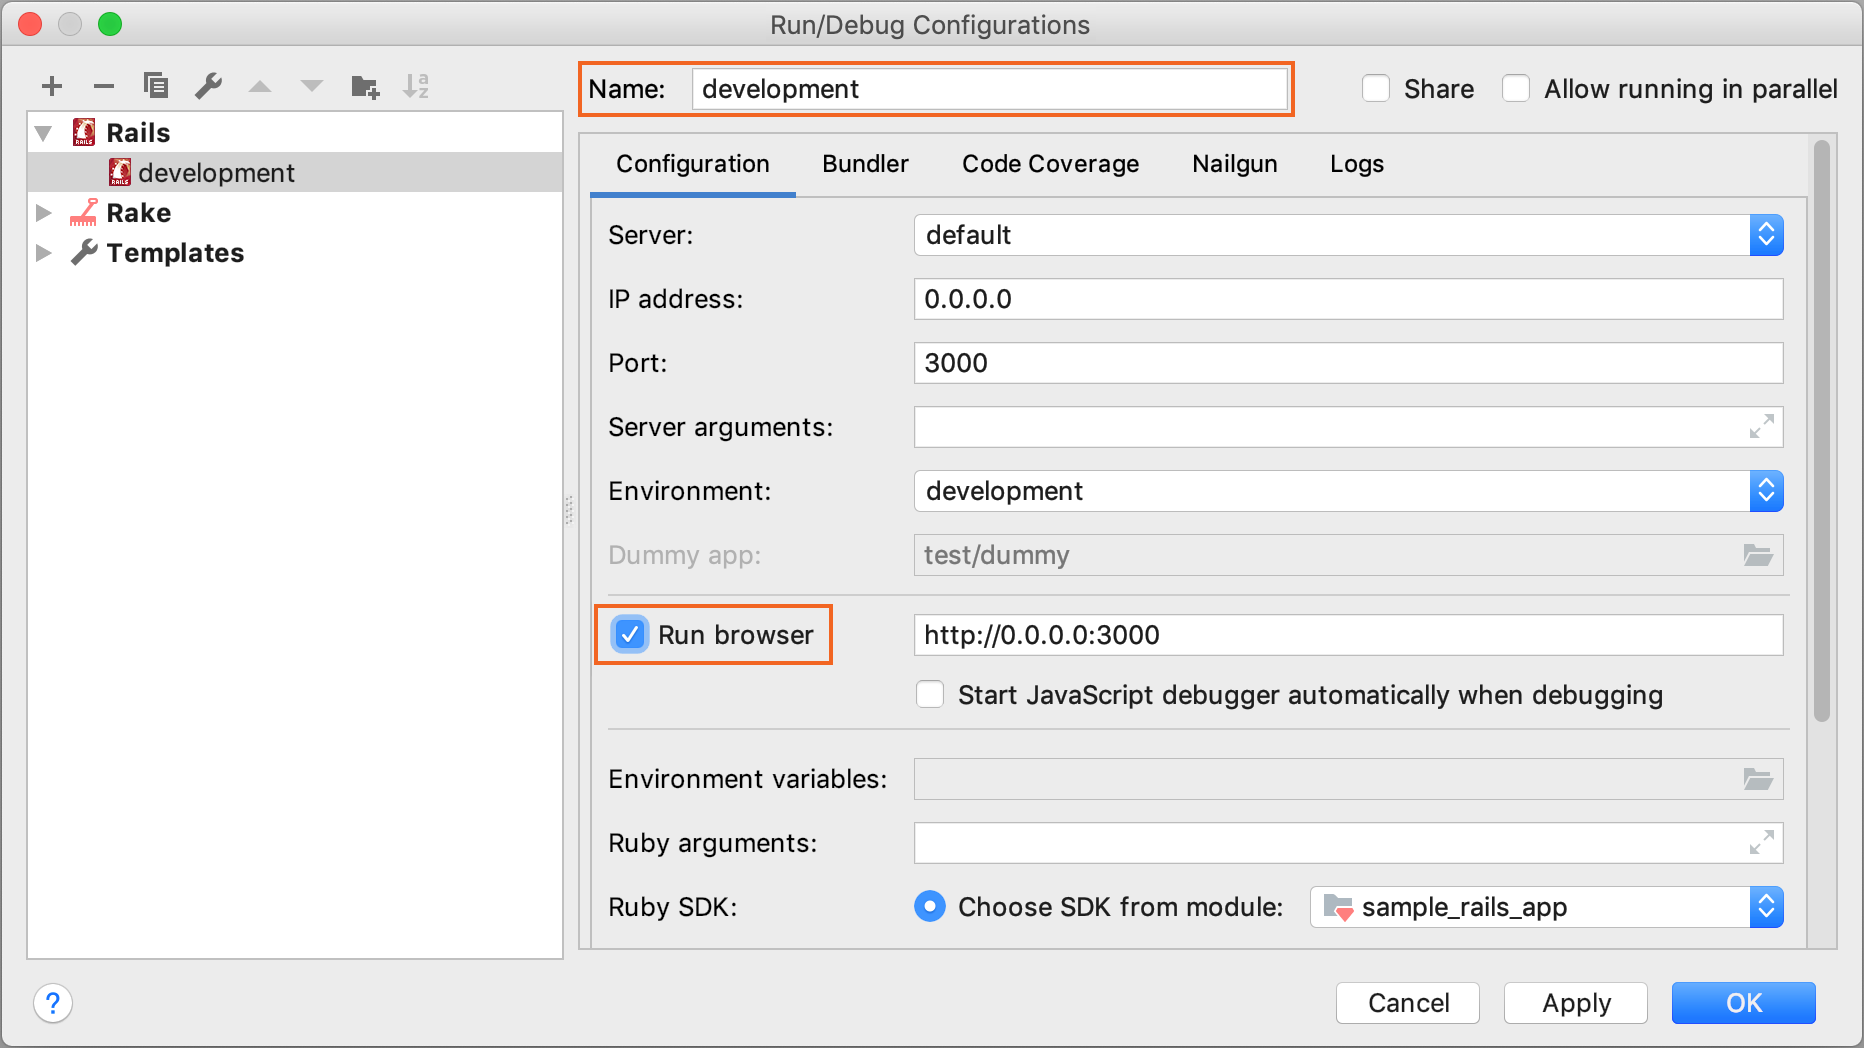 Run/Debug Configurations
Name: development Share Allow running in parallel
Rails
development
Rake
Templates
Configuration Bundler Code Coverage Nailgun Logs
Server: default
IP address: 0.0.0.0
Port: 3000
Server arguments:
Environment: development
Dummy app: test/dummy
Run browser http://0.0.0.0:3000
Start JavaScript debugger automatically when debugging
Environment variables:
Ruby arguments:
Ruby SDK: Choose SDK from module: sample_rails_app
? Cancel Apply OK